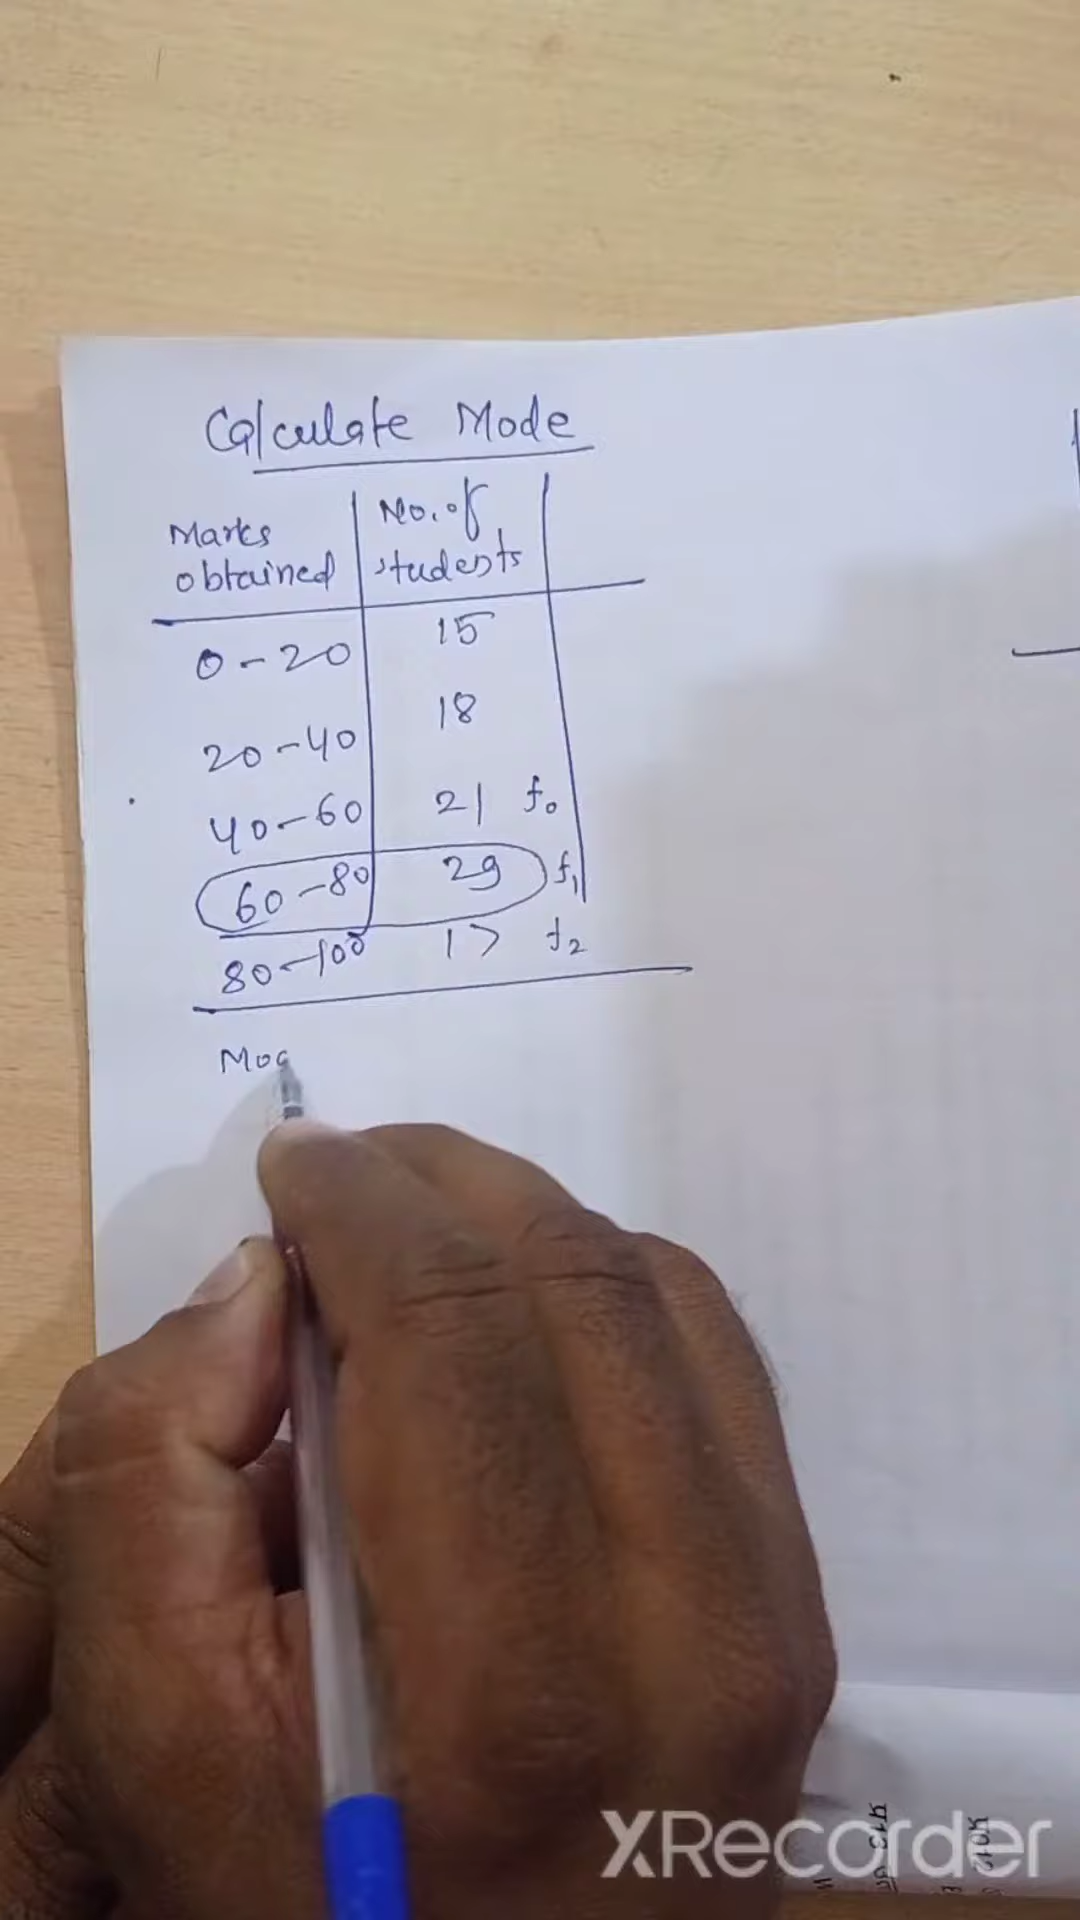 Calculate Mode
Marks obtained
No. of students
0-20 15
20-40 18
40-60 21 f0
60-80 29 f1
80-100 17 f2
Mod
XRecorder